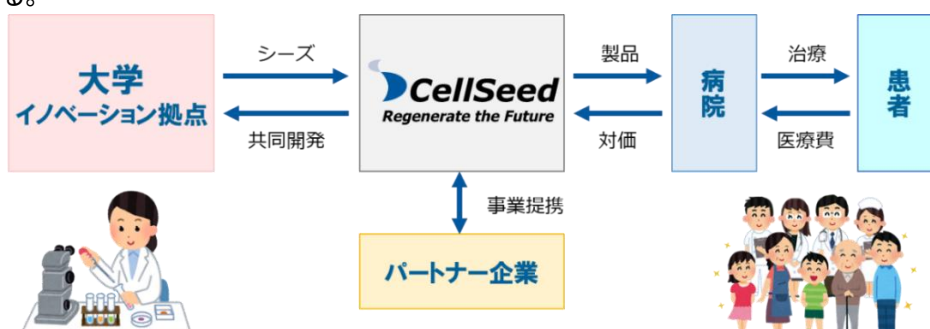 る。
大学
イノベーション拠点
シーズ
共同開発
CellSeed
Regenerate the Future
製品
対価
病院
治療
医療費
患者
事業提携
パートナー企業